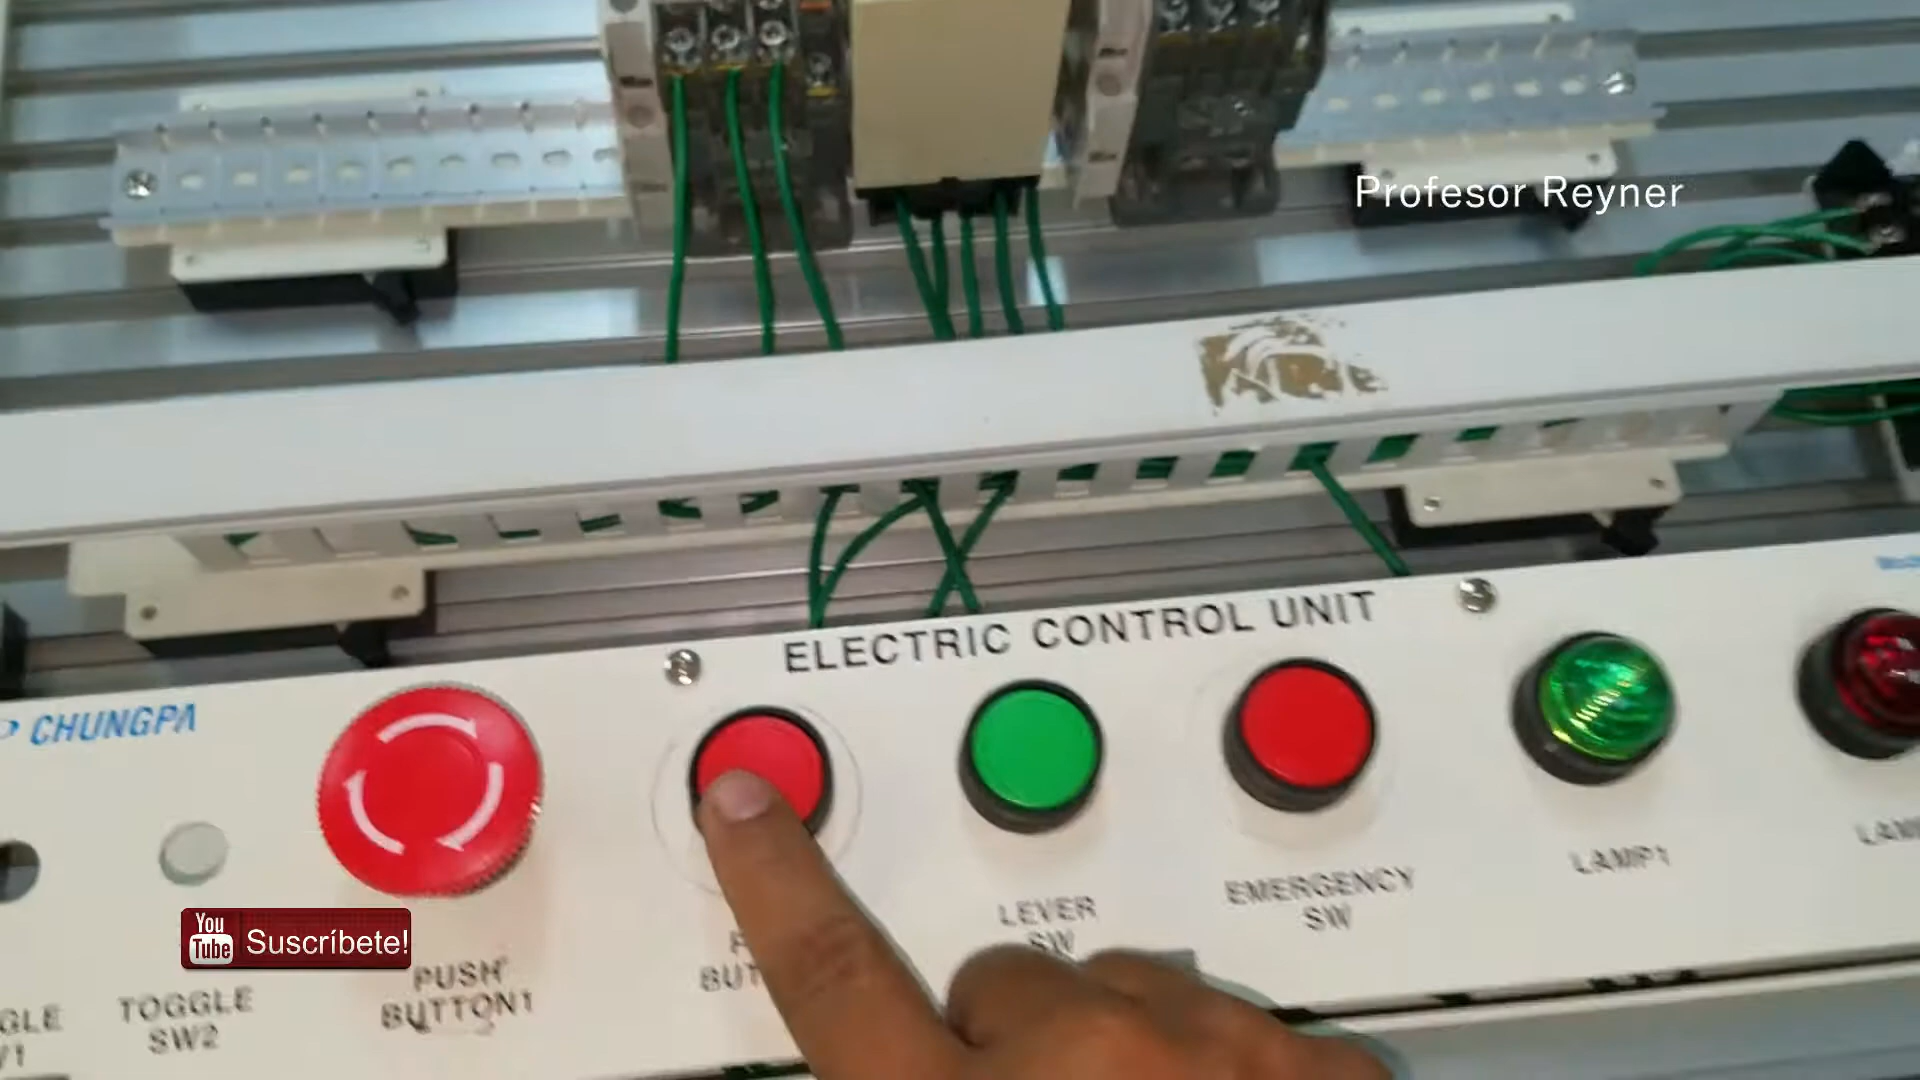 Profesor Reyner
ELECTRIC CONTROL UNIT
CHUNGPA
LAMP1
EMERGENCY
SW
LEVER
SW
PUSH
BUTTON1
TOGGLE
SW2
You
Tube
Suscríbete!